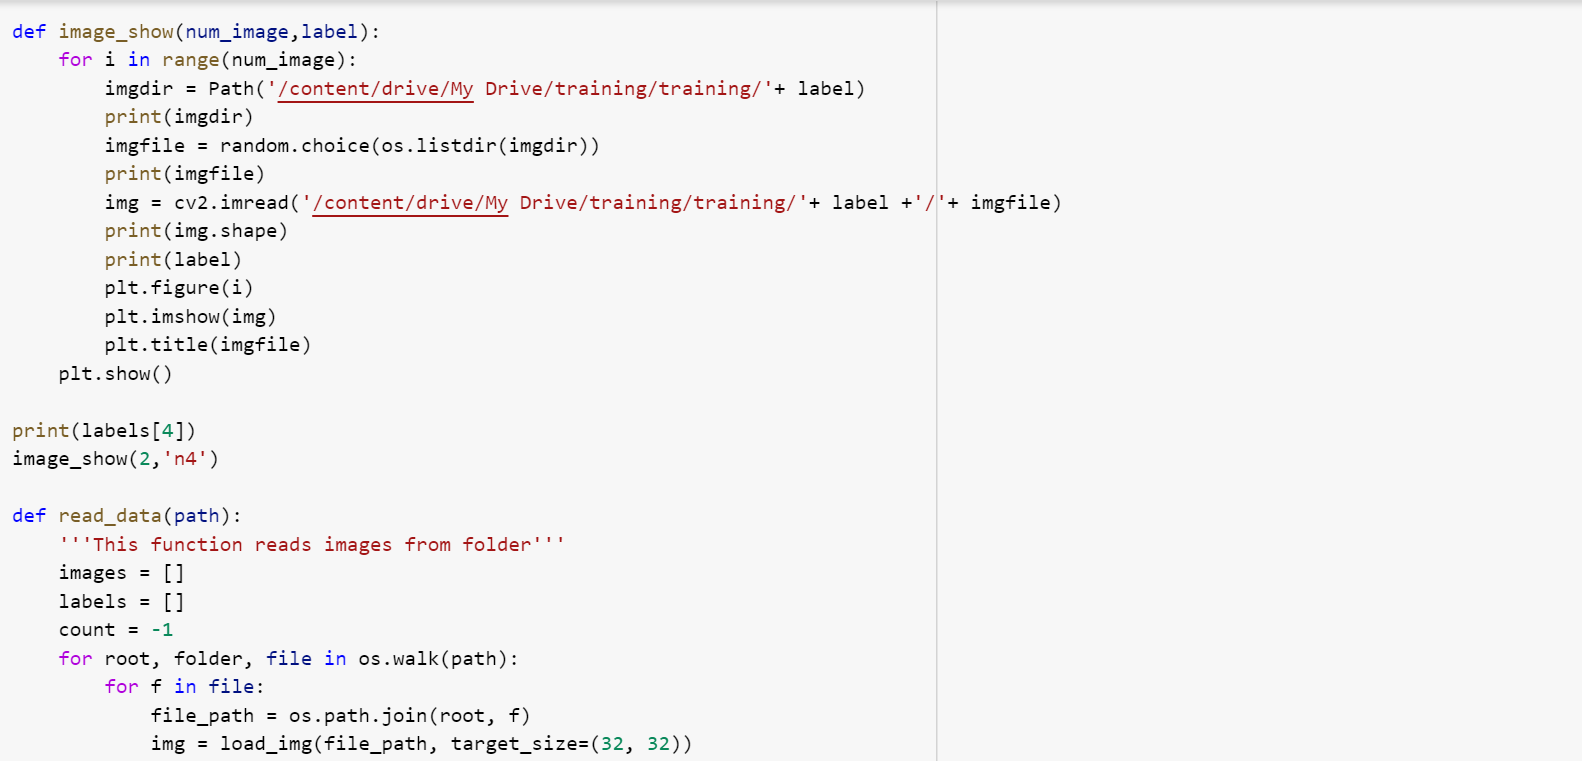 def image_show(num_image,label):
    for i in range(num_image):
        imgdir = Path('/content/drive/My Drive/training/training/'+ label)
        print(imgdir)
        imgfile = random.choice(os.listdir(imgdir))
        print(imgfile)
        img = cv2.imread('/content/drive/My Drive/training/training/'+ label +'/'+ imgfile)
        print(img.shape)
        print(label)
        plt.figure(i)
        plt.imshow(img)
        plt.title(imgfile)
    plt.show()

print(labels[4])
image_show(2,'n4')

def read_data(path):
    '''This function reads images from folder'''
    images = []
    labels = []
    count = -1
    for root, folder, file in os.walk(path):
        for f in file:
            file_path = os.path.join(root, f)
            img = load_img(file_path, target_size=(32, 32))